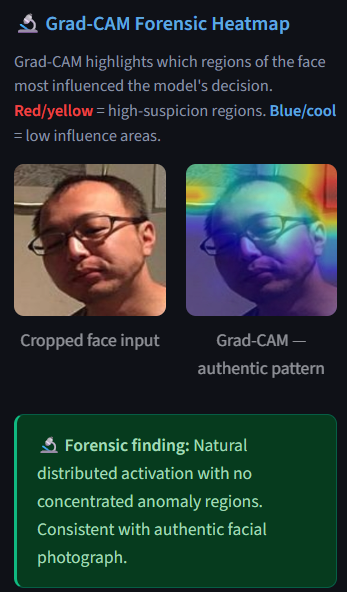 🔬 Grad-CAM Forensic Heatmap
Grad-CAM highlights which regions of the face
most influenced the model's decision.
Red/yellow = high-suspicion regions. Blue/cool
= low influence areas.
Cropped face input
Grad-CAM —
authentic pattern
🔬 Forensic finding: Natural
distributed activation with no
concentrated anomaly regions.
Consistent with authentic facial
photograph.